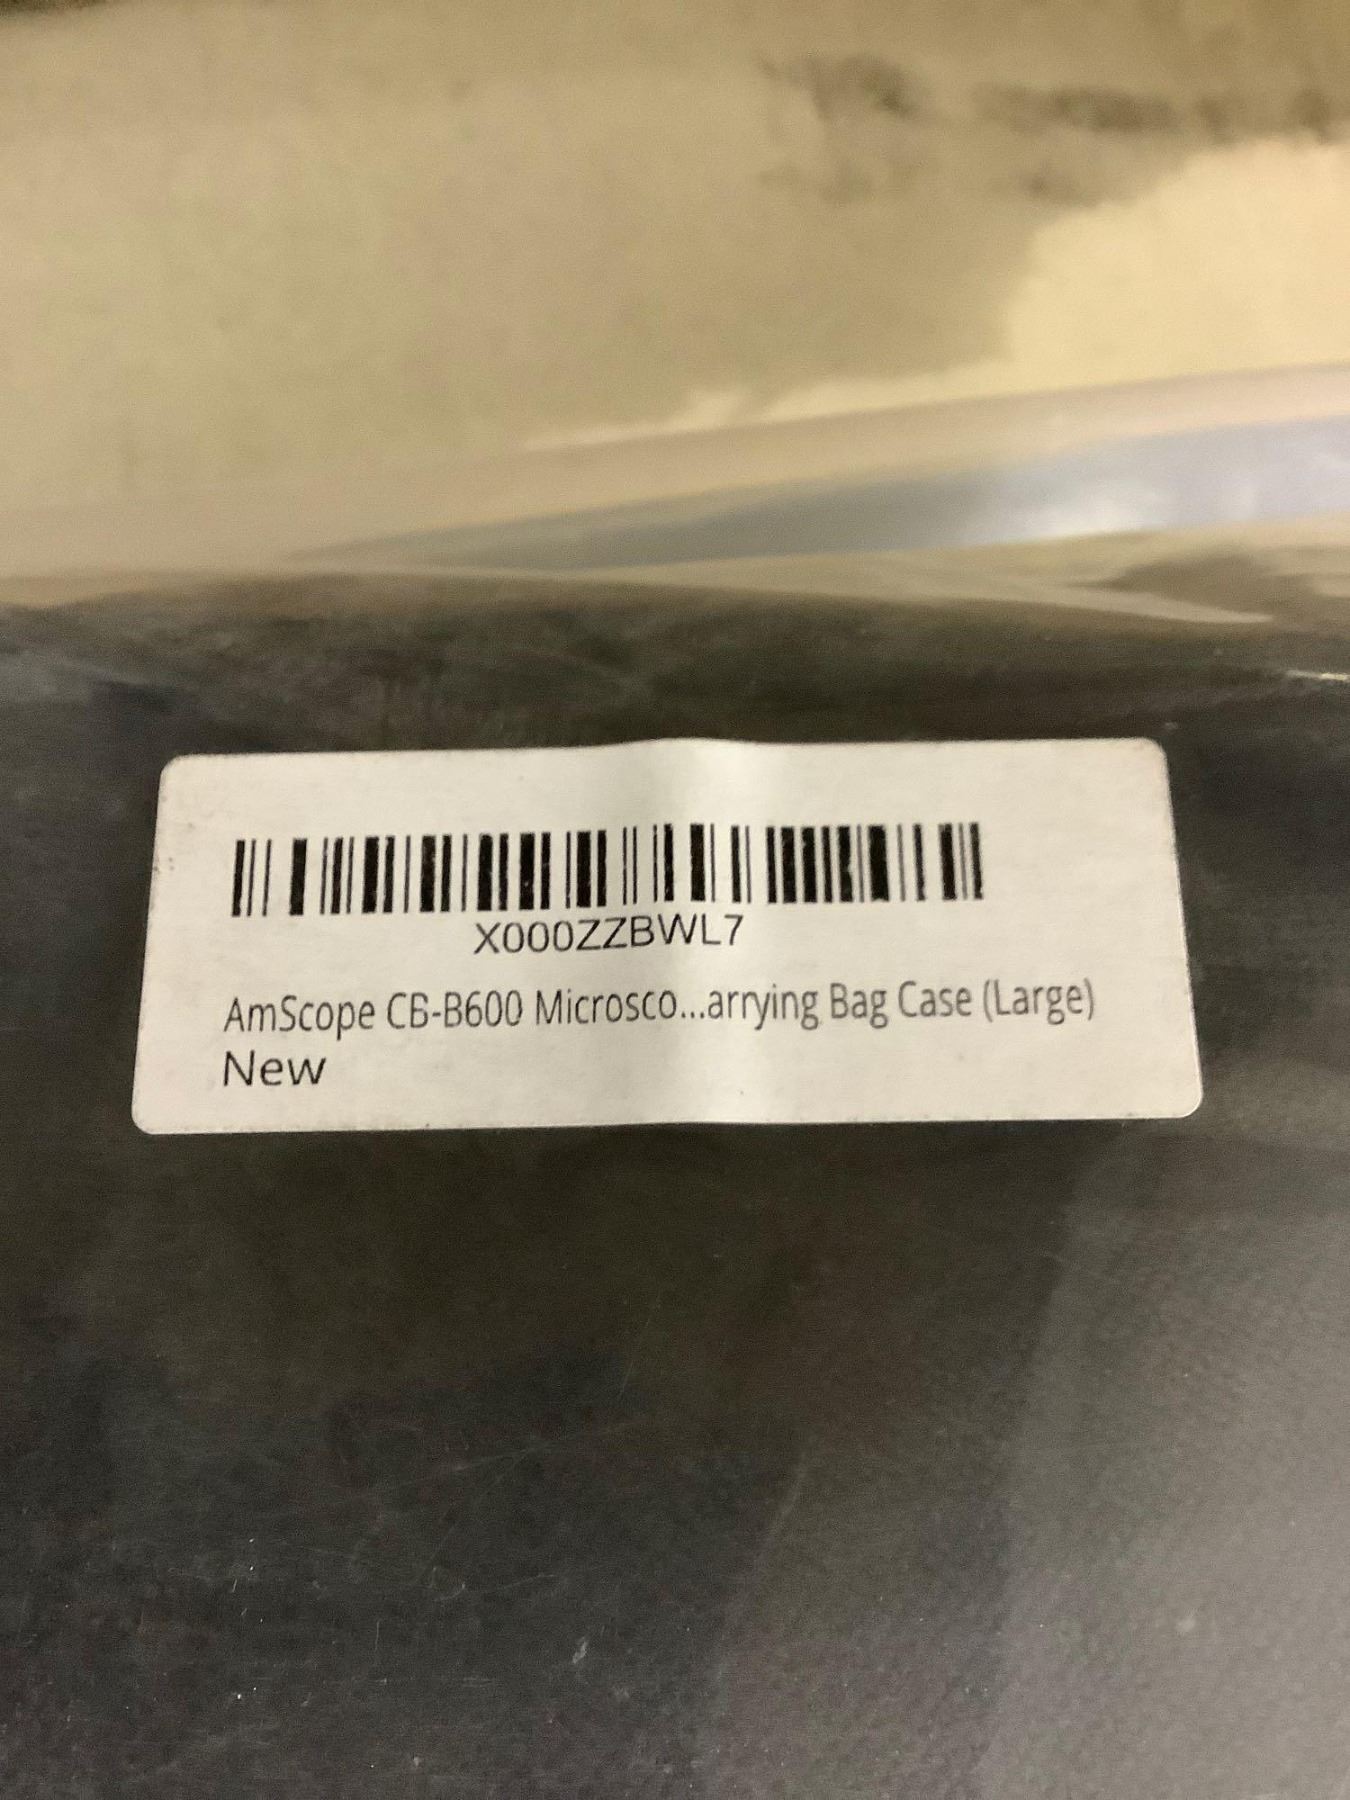 X000ZZBWL7
AmScope CB-B600 Microsco...arrying Bag Case (Large)
New